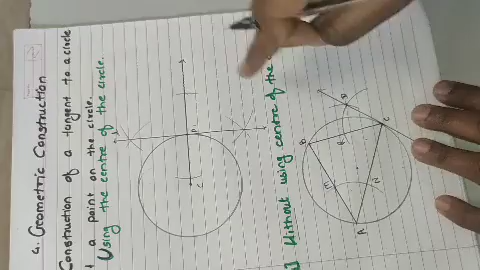 4. Geometric Construction
Construction of a tangent to a circle
a point on the circle.
Using the centre of the circle.
Without using centre of the
P
C
B
R
C
M
N
A